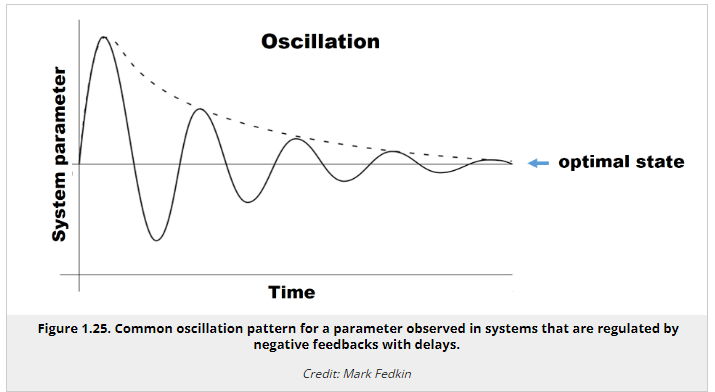 Oscillation
System parameter
optimal state
Time
Figure 1.25. Common oscillation pattern for a parameter observed in systems that are regulated by
negative feedbacks with delays.
Credit: Mark Fedkin